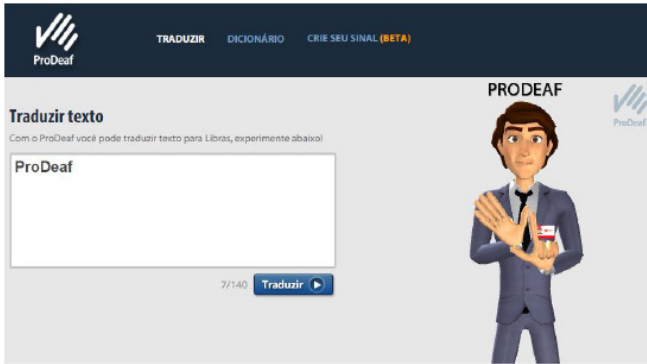 ProDeaf
TRADUZIR DICIONÁRIO CRIE SEU SINAL (BETA)
PRODEAF
ProDeaf
Traduzir texto
Com o ProDeaf você pode traduzir texto para Libras, experimente abaixo!
ProDeaf
7/140 Traduzir